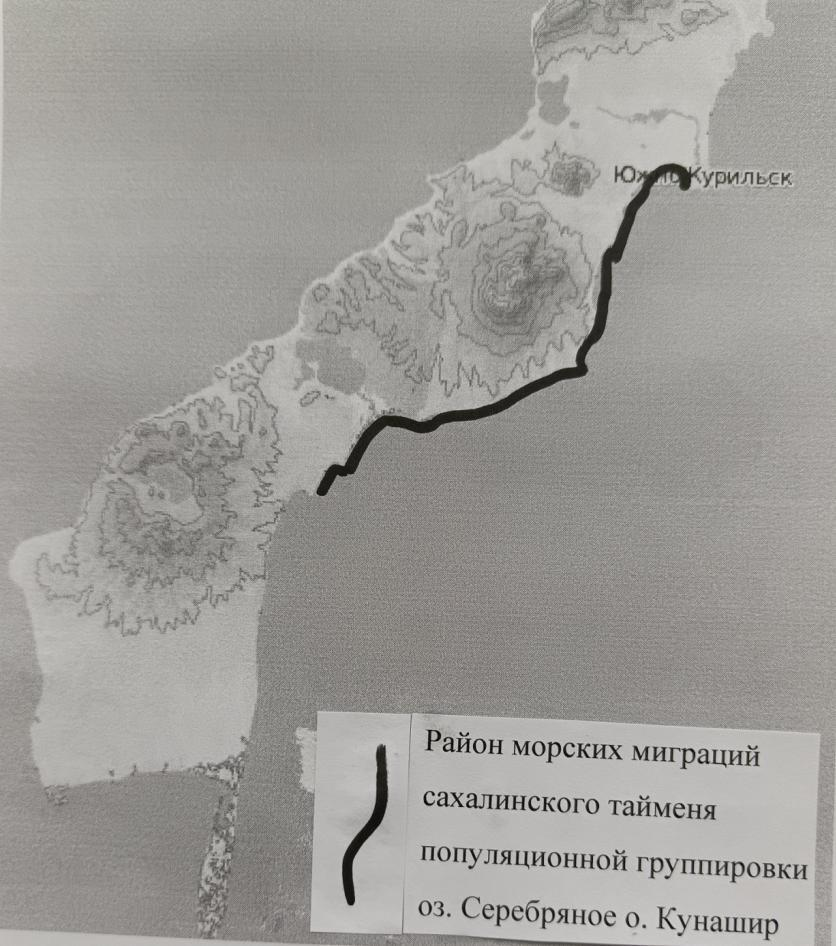 Южно-Курильск
Район морских миграций
сахалинского тайменя
популяционной группировки
оз. Серебряное о. Кунашир